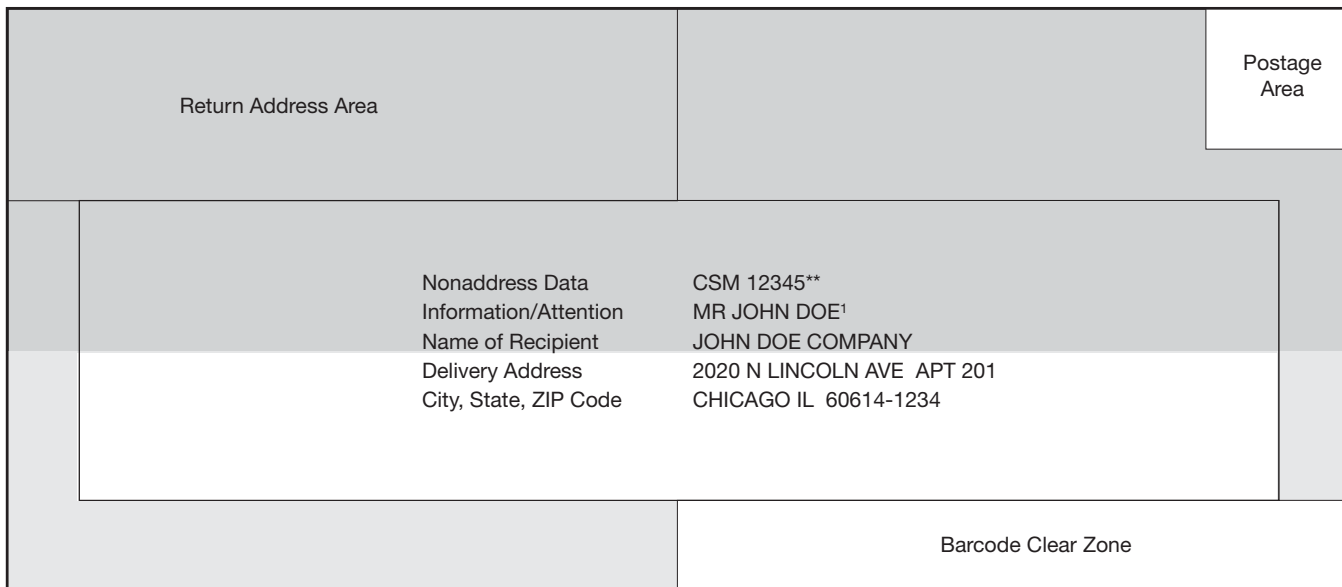 Postage
Area
Return Address Area
Nonaddress Data CSM 12345**
Information/Attention MR JOHN DOE¹
Name of Recipient JOHN DOE COMPANY
Delivery Address 2020 N LINCOLN AVE  APT 201
City, State, ZIP Code CHICAGO IL  60614-1234
Barcode Clear Zone